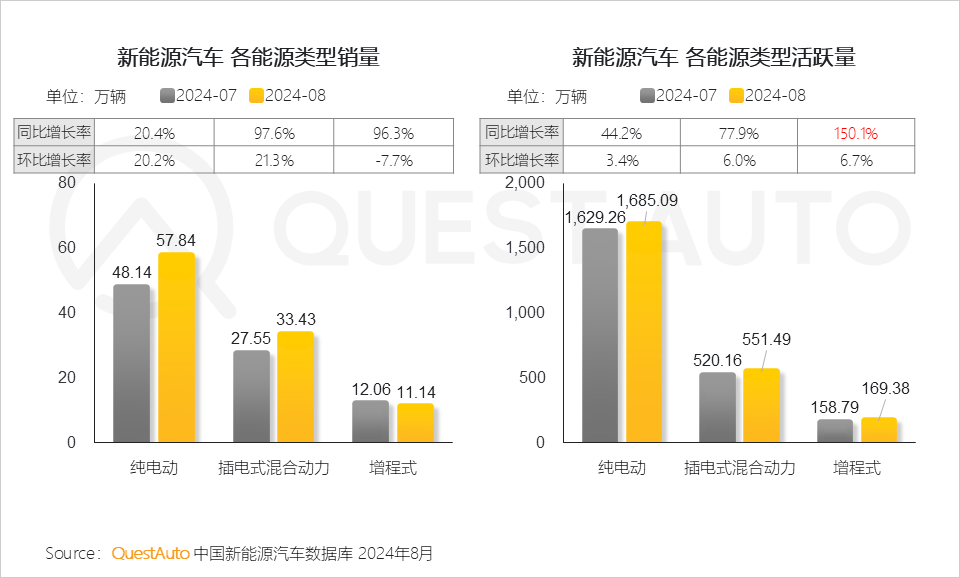 新能源汽车 各能源类型销量
单位：万辆 2024-07 2024-08
同比增长率 20.4% 97.6% 96.3%
环比增长率 20.2% 21.3% -7.7%
80
60
40
20
0
48.14 57.84
27.55 33.43
12.06 11.14
纯电动 插电式混合动力 增程式
新能源汽车 各能源类型活跃量
单位：万辆 2024-07 2024-08
同比增长率 44.2% 77.9% 150.1%
环比增长率 3.4% 6.0% 6.7%
2,000
1,500
1,000
500
0
1,629.26 1,685.09
520.16 551.49
158.79 169.38
纯电动 插电式混合动力 增程式
QUEST AUTO
Source：QuestAuto 中国新能源汽车数据库 2024年8月